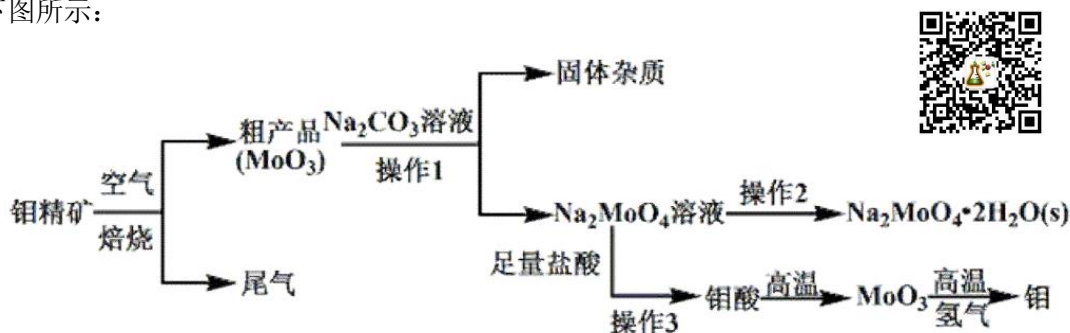 下图所示：
固体杂质
粗产品 Na₂CO₃溶液
(MoO₃) 操作1
钼精矿 空气 焙烧
Na₂MoO₄溶液 操作2 Na₂MoO₄•2H₂O(s)
尾气
足量盐酸 操作3
钼酸 高温 MoO₃ 高温 氢气 钼